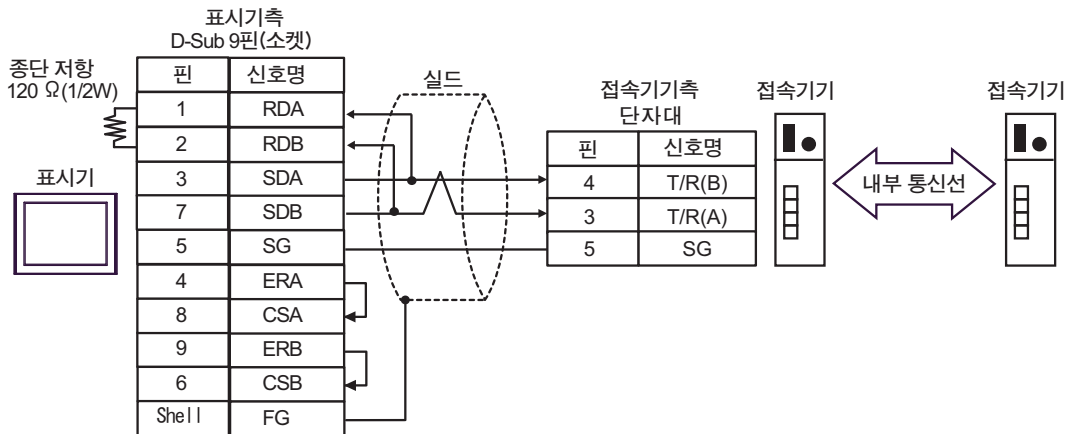 표시기측
D-Sub 9핀(소켓)
종단 저항
120 Ω(1/2W)
표시기
핀 신호명
1 RDA
2 RDB
3 SDA
7 SDB
5 SG
4 ERA
8 CSA
9 ERB
6 CSB
Shell FG
실드
접속기기측
단자대
핀 신호명
4 T/R(B)
3 T/R(A)
5 SG
접속기기
내부 통신선
접속기기